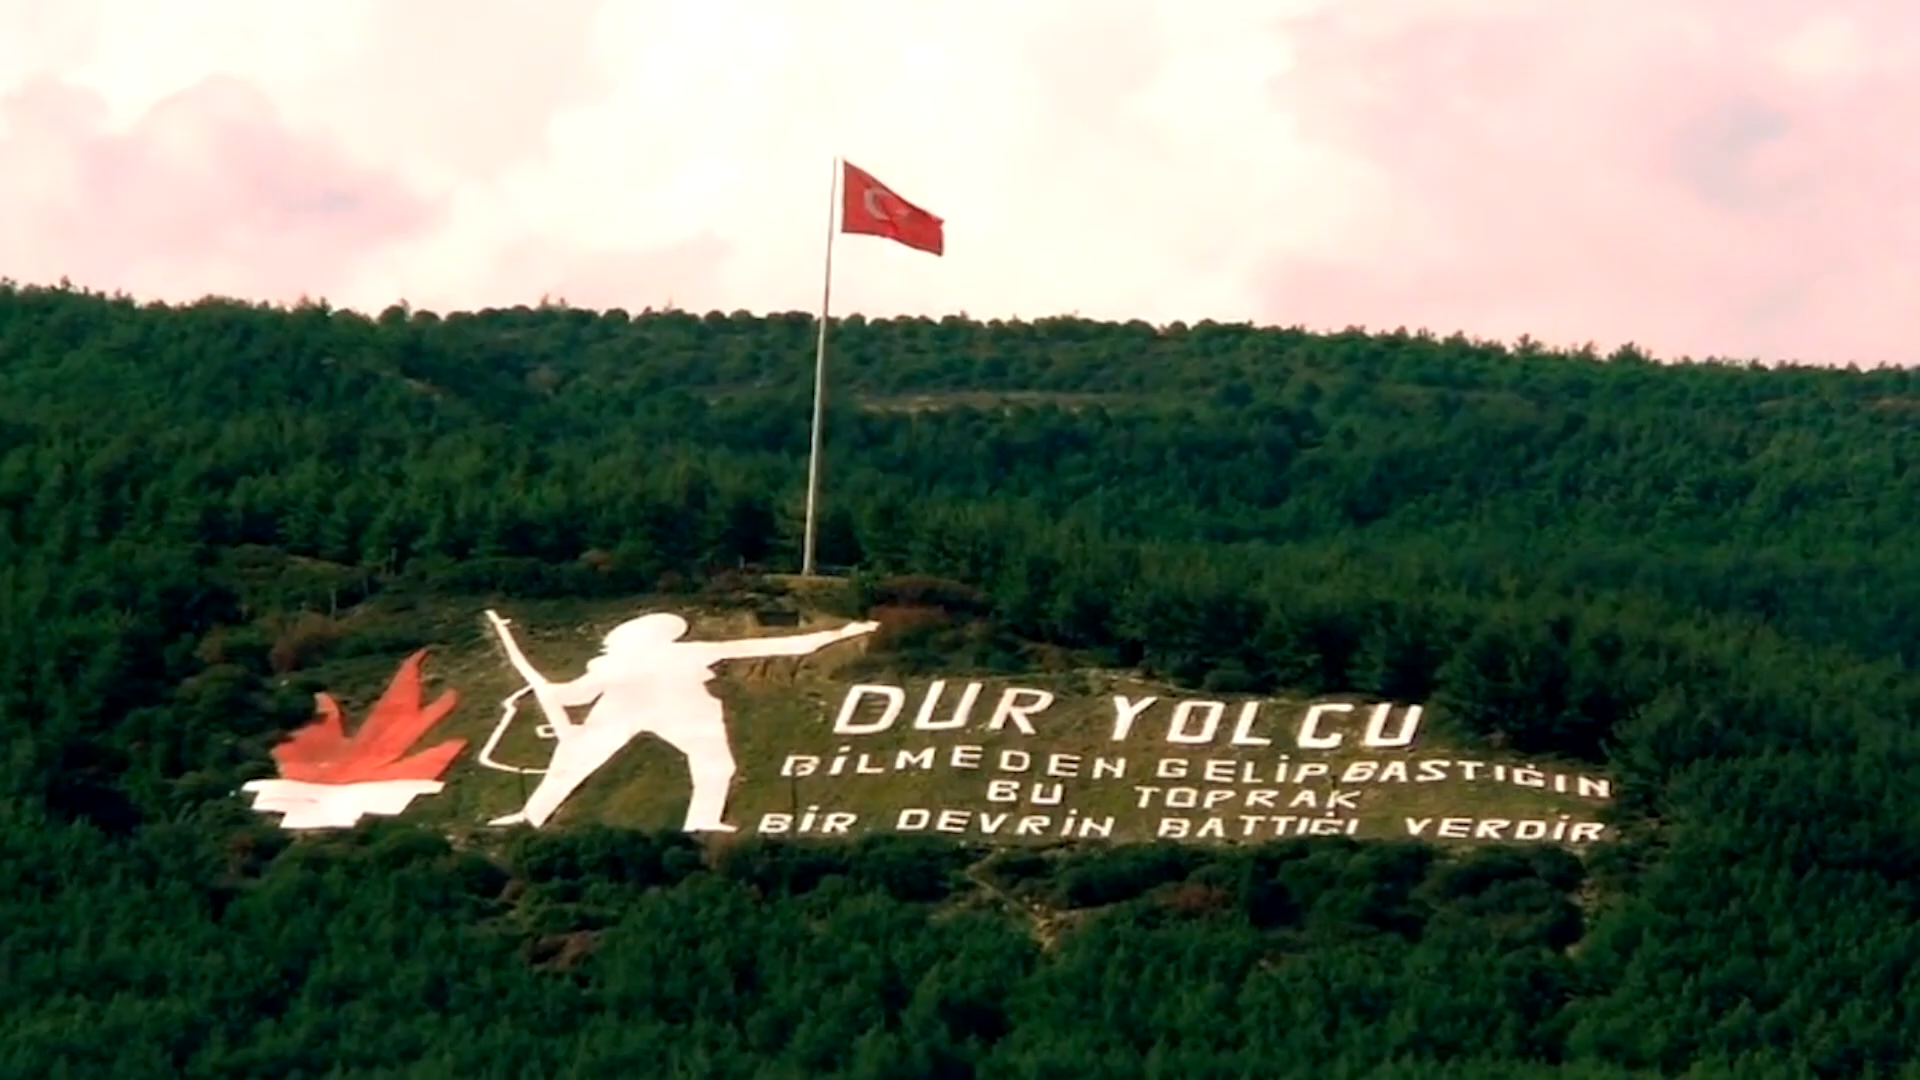 DUR YOLCU
BİLMEDEN GELİP BASTIĞIN
BU TOPRAK
BİR DEVRİN BATTIĞI YERDİR